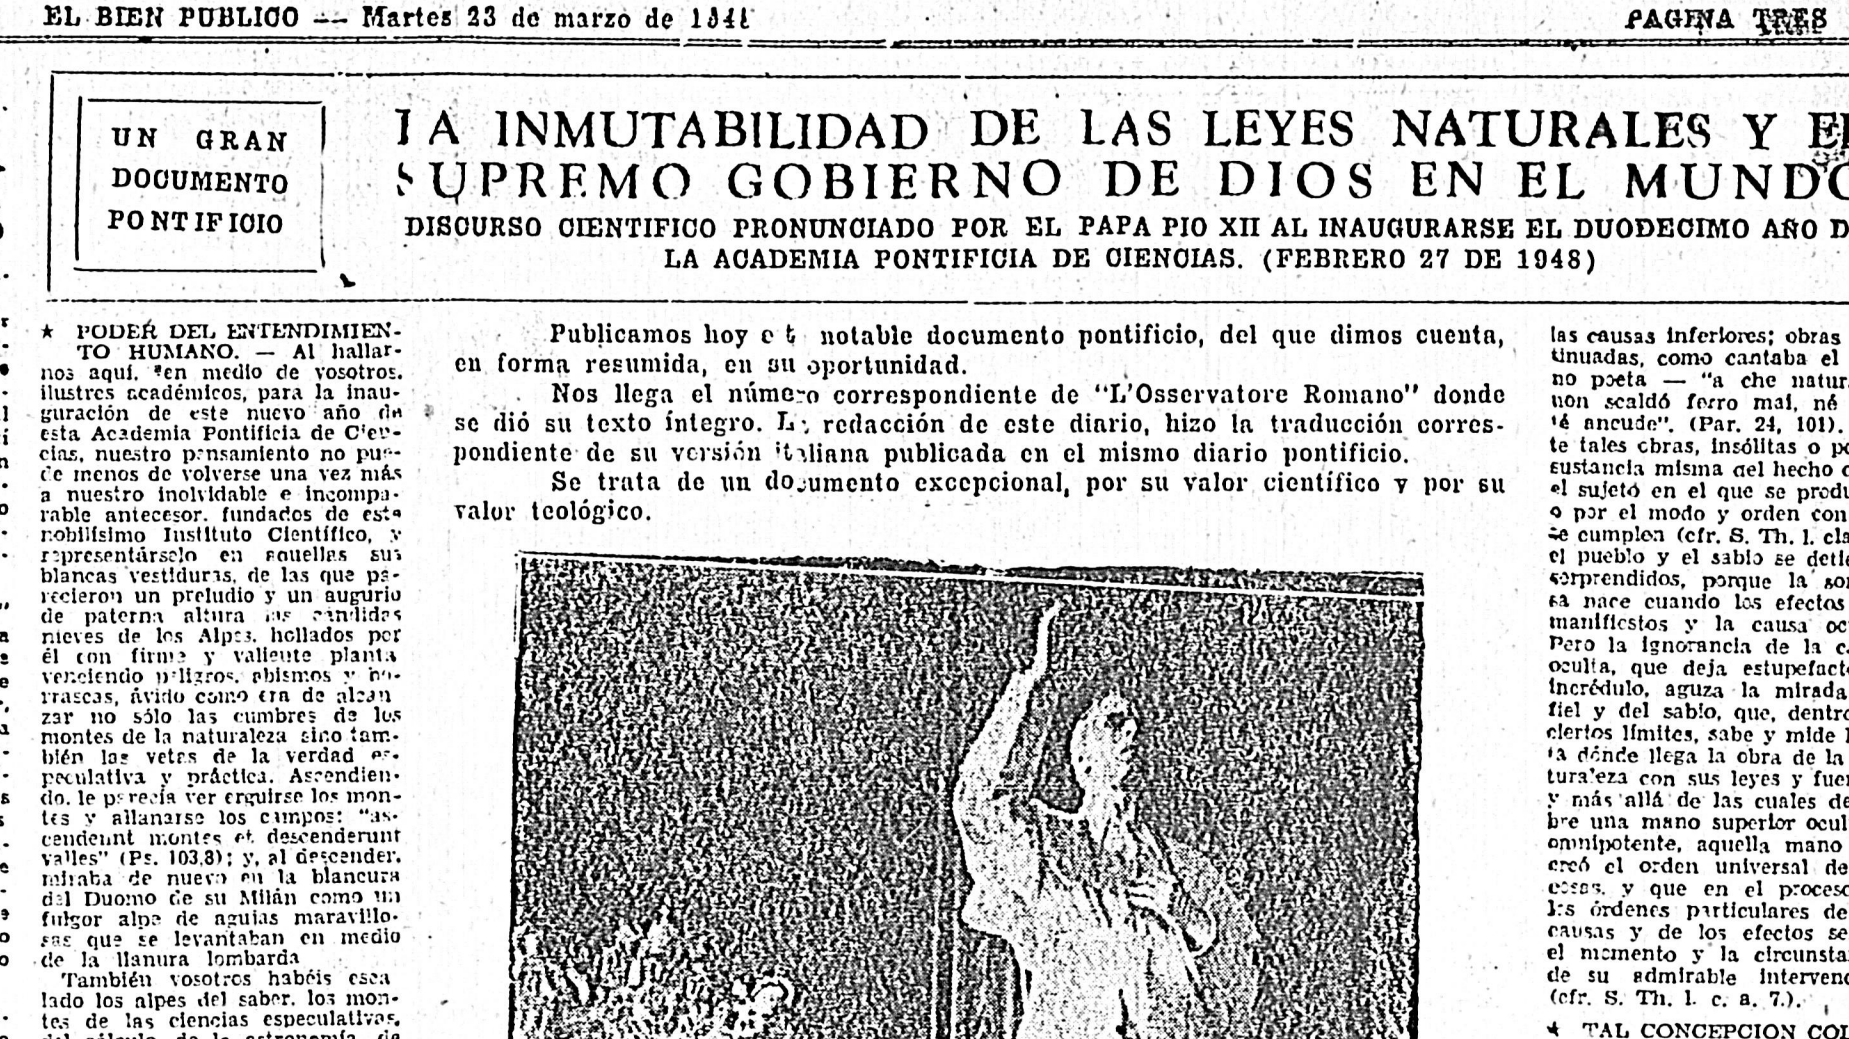 EL BIEN PUBLICO — Martes 23 de marzo de 1948
PAGINA TRES
UN GRAN
DOCUMENTO
PONTIFICIO
LA INMUTABILIDAD DE LAS LEYES NATURALES Y EL
SUPREMO GOBIERNO DE DIOS EN EL MUNDO
DISCURSO CIENTIFICO PRONUNCIADO POR EL PAPA PIO XII AL INAUGURARSE EL DUODECIMO AÑO D
LA ACADEMIA PONTIFICIA DE CIENCIAS. (FEBRERO 27 DE 1948)
★ PODER DEL ENTENDIMIEN-
TO HUMANO. — Al hallar-
nos aquí, en medio de vosotros,
ilustres académicos, para la inau-
guración de este nuevo año de
esta Academia Pontificia de Cien-
cias, nuestro pensamiento no pue-
de menos de volverse una vez más
a nuestro inolvidable e incompa-
rable antecesor, fundados de esta
nobilísimo Instituto Científico, y
representárselo en aquellas sus
blancas vestiduras, de las que pa-
recieron un preludio y un augurio
de paterna altura las cándidas
nieves de los Alpes, hollados por
él con firme y valiente planta
venciendo peligros, abismos y bo-
rrascas, ávido como era de alcan
zar no sólo las cumbres de los
montes de la naturaleza sino tam-
bién las vetas de la verdad es-
peculativa y práctica. Ascendien-
do, le parecía ver erguirse los mon-
tes y allanarse los campos: "as-
cendeunt montes et descenderunt
valles" (Ps. 103,8); y, al descender,
miraba de nuevo en la blancura
del Duomo de su Milán como un
fulgor alpe de agujas maravillo-
sas que se levantaban en medio
de la llanura lombarda
También vosotros habéis esca
lado los alpes del saber, los mon-
tes de las ciencias especulativas,
del cálculo, de la astronomía, de
Publicamos hoy este notable documento pontificio, del que dimos cuenta,
en forma resumida, en su oportunidad.
Nos llega el número correspondiente de "L'Osservatore Romano" donde
se dió su texto íntegro. La redacción de este diario, hizo la traducción corres-
pondiente de su versión italiana publicada en el mismo diario pontificio.
Se trata de un documento excepcional, por su valor científico y por su
valor teológico.
las causas inferiores; obras
tinuadas, como cantaba el
no poeta — "a che natur
non scaldó ferro mai, né
té ancude". (Par. 24, 101).
te tales obras, insólitas o po
sustancia misma del hecho o
el sujetó en el que se produ
o por el modo y orden con
se cumplen (cfr. S. Th. l. cla
el pueblo y el sabio se detie
sorprendidos, porque la sor
sa nace cuando los efectos
manifiestos y la causa oc
Pero la ignorancia de la c
oculta, que deja estupefacto
incrédulo, aguza la mirada
fiel y del sabio, que, dentro
ciertos límites, sabe y mide h
ta dónde llega la obra de la
turaleza con sus leyes y fuer
y más allá de las cuales de
bre una mano superior ocul
omnipotente, aquella mano
creó el orden universal de
cosas, y que en el proceso
los órdenes particulares de
causas y de los efectos se
el momento y la circunsta
de su admirable intervenc
(cfr. S. Th. l. c. a. 7.).
★ TAL CONCEPCION COI